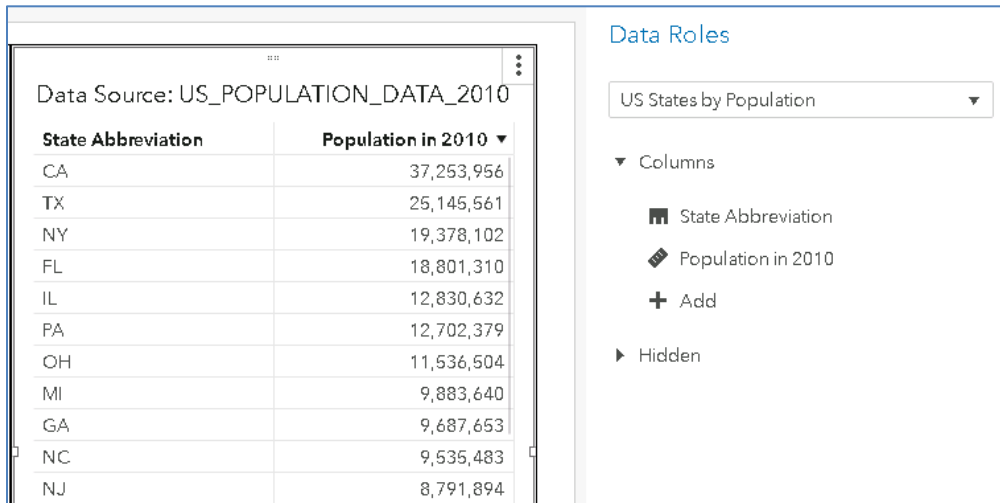 Data Source: US_POPULATION_DATA_2010
State Abbreviation Population in 2010
CA 37,253,956
TX 25,145,561
NY 19,378,102
FL 18,801,310
IL 12,830,632
PA 12,702,379
OH 11,536,504
MI 9,883,640
GA 9,687,653
NC 9,535,483
NJ 8,791,894
Data Roles
US States by Population
Columns
State Abbreviation
Population in 2010
Add
Hidden